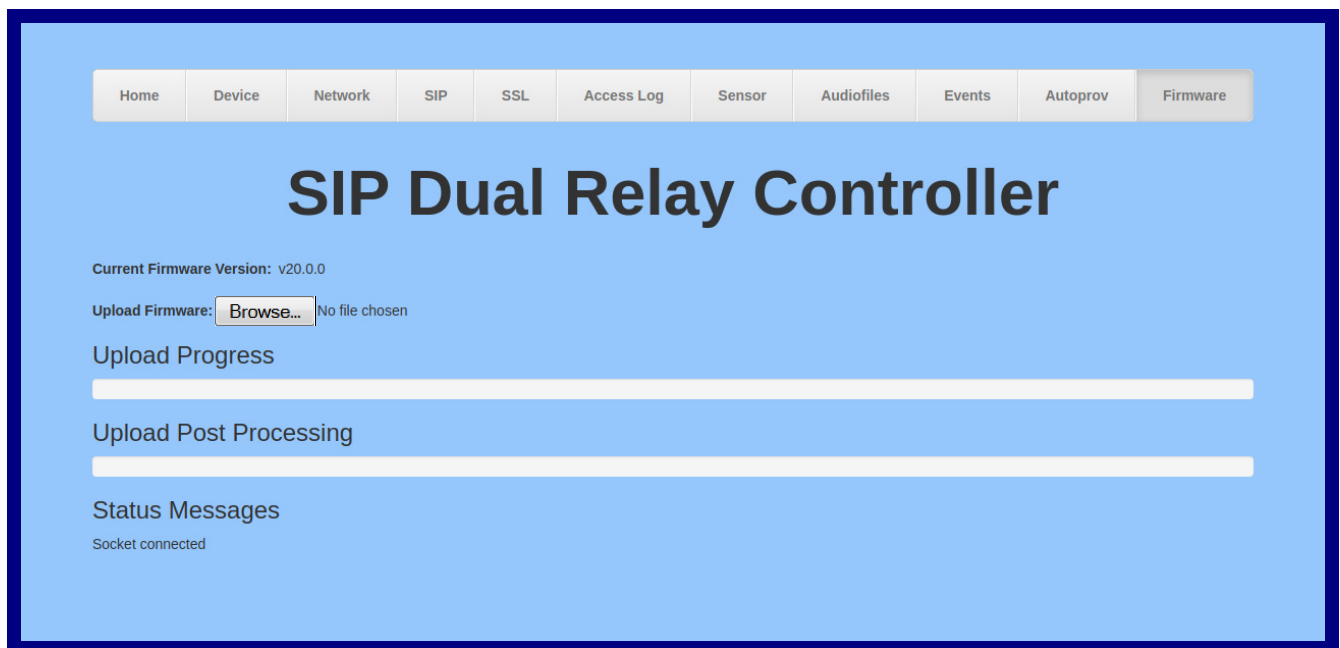 Home Device Network SIP SSL Access Log Sensor Audiofiles Events Autoprov Firmware
SIP Dual Relay Controller
Current Firmware Version: v20.0.0
Upload Firmware: Browse... No file chosen
Upload Progress
Upload Post Processing
Status Messages
Socket connected